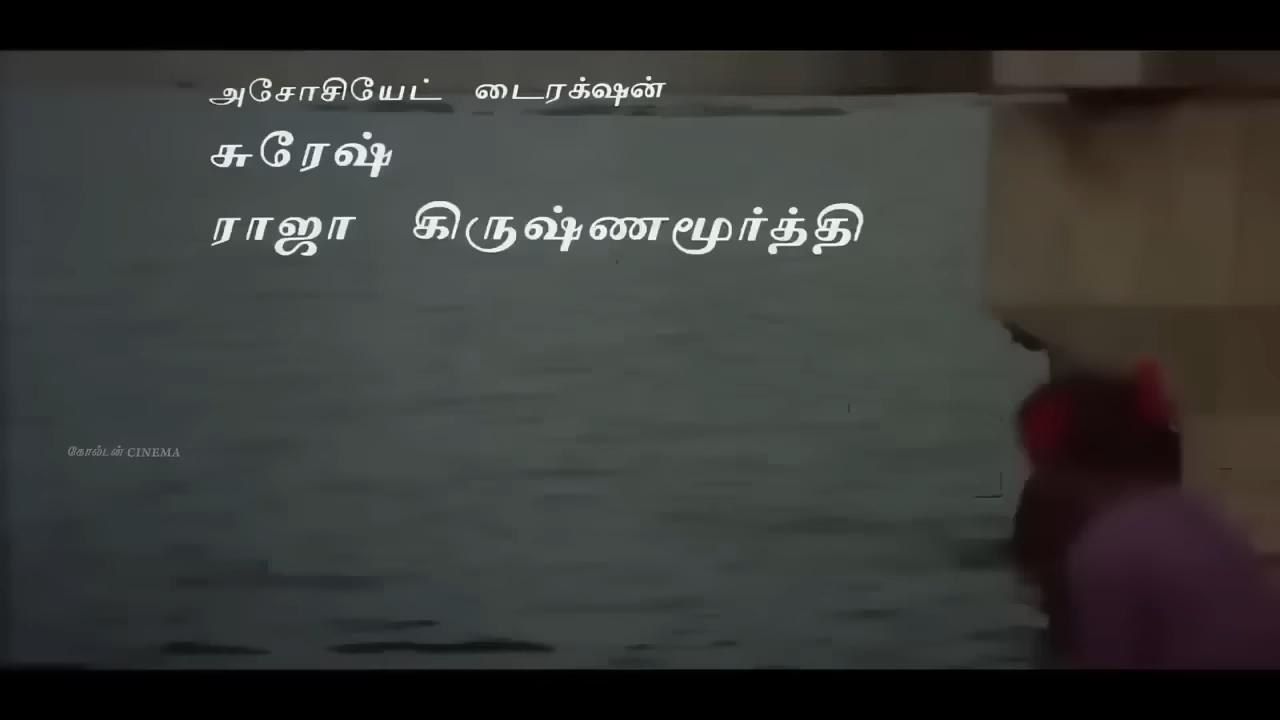 அசோசியேட் டைரக்‌ஷன்
சுரேஷ்
ராஜா கிருஷ்ணமூர்த்தி
கோல்டன் CINEMA